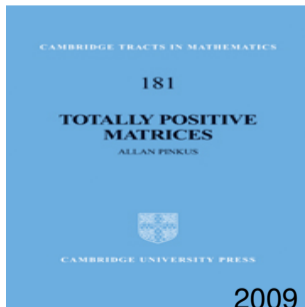 CAMBRIDGE TRACTS IN MATHEMATICS
181
TOTALLY POSITIVE
MATRICES
ALLAN PINKUS
CAMBRIDGE UNIVERSITY PRESS
2009